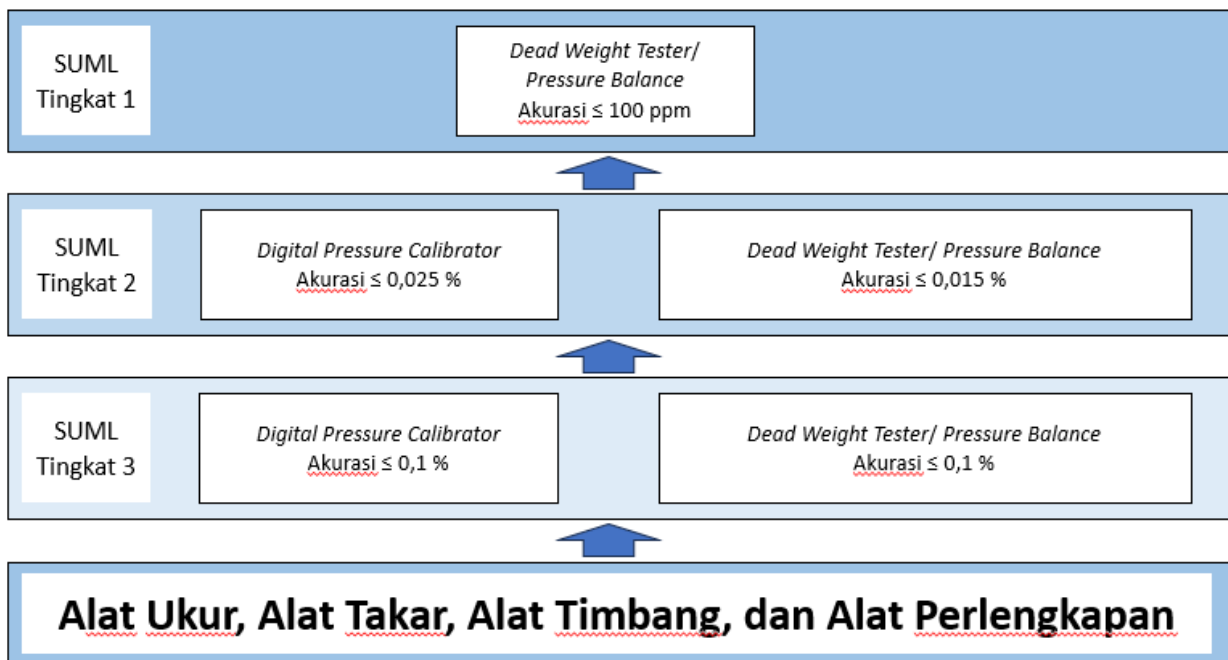 SUML
Tingkat 1
Dead Weight Tester/
Pressure Balance
Akurasi ≤ 100 ppm
SUML
Tingkat 2
Digital Pressure Calibrator
Akurasi ≤ 0,025 %
Dead Weight Tester/ Pressure Balance
Akurasi ≤ 0,015 %
SUML
Tingkat 3
Digital Pressure Calibrator
Akurasi ≤ 0,1 %
Dead Weight Tester/ Pressure Balance
Akurasi ≤ 0,1 %
Alat Ukur, Alat Takar, Alat Timbang, dan Alat Perlengkapan